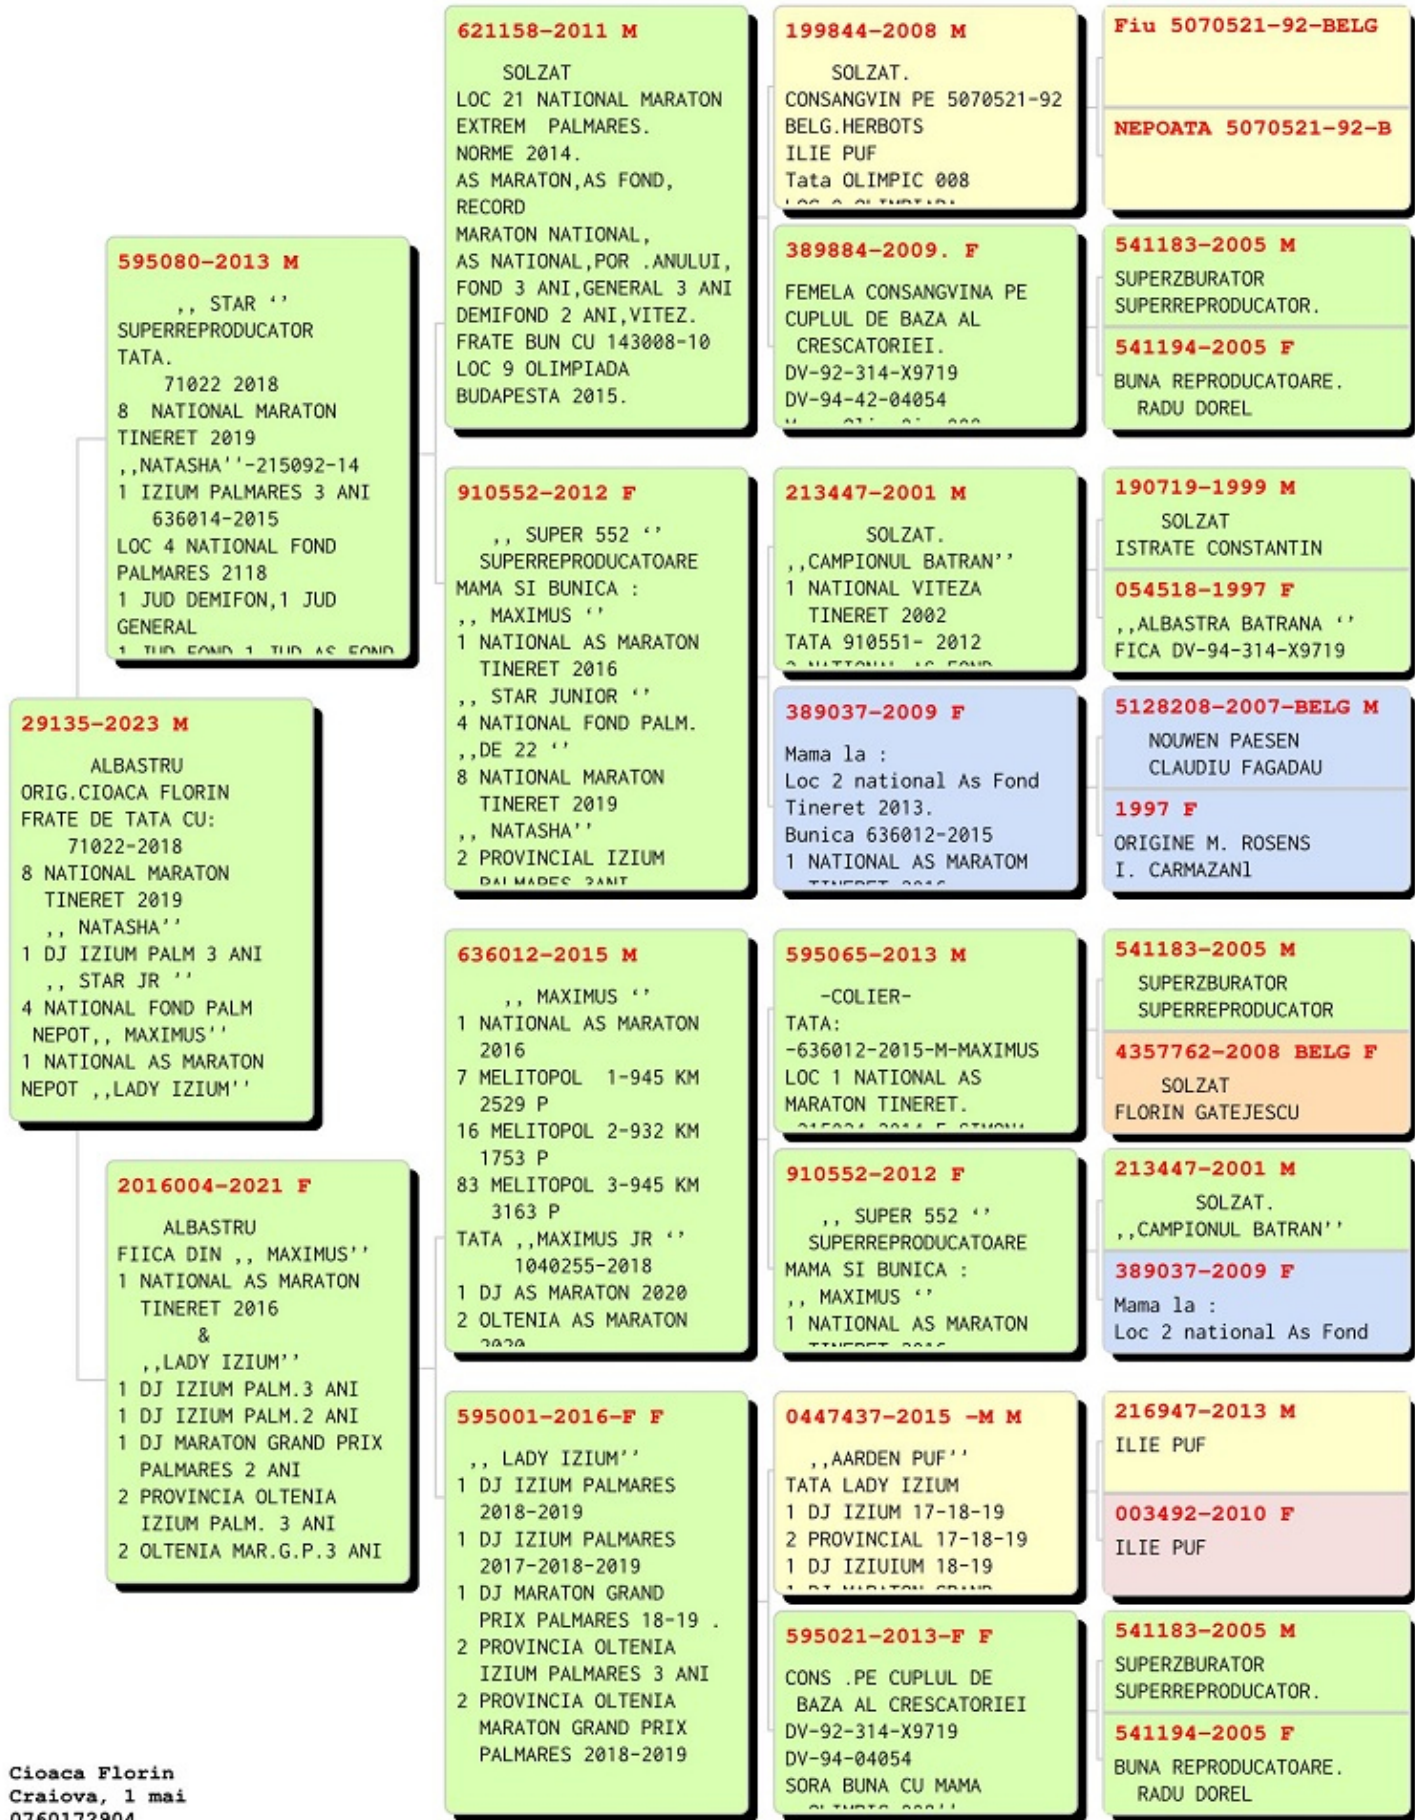 29135-2023 M
ALBASTRU
ORIG.CIOACA FLORIN
FRATE DE TATA CU:
71022-2018
8 NATIONAL MARATON
TINERET 2019
,, NATASHA’’
1 DJ IZIUM PALM 3 ANI
,, STAR JR ’’
4 NATIONAL FOND PALM
NEPOT,, MAXIMUS’’
1 NATIONAL AS MARATON
NEPOT ,,LADY IZIUM’’
595080-2013 M
,, STAR ‘’
SUPERREPRODUCATOR
TATA.
71022 2018
8 NATIONAL MARATON
TINERET 2019
,,NATASHA’’-215092-14
1 IZIUM PALMARES 3 ANI
636014-2015
LOC 4 NATIONAL FOND
PALMARES 2118
1 JUD DEMIFON,1 JUD
GENERAL
1 JUD FOND 1 JUD AS FOND
2016004-2021 F
ALBASTRU
FIICA DIN ,, MAXIMUS’’
1 NATIONAL AS MARATON
TINERET 2016
&
,,LADY IZIUM’’
1 DJ IZIUM PALM.3 ANI
1 DJ IZIUM PALM.2 ANI
1 DJ MARATON GRAND PRIX
PALMARES 2 ANI
2 PROVINCIA OLTENIA
IZIUM PALM. 3 ANI
2 OLTENIA MAR.G.P.3 ANI
621158-2011 M
SOLZAT
LOC 21 NATIONAL MARATON
EXTREM PALMARES.
NORME 2014.
AS MARATON,AS FOND,
RECORD
MARATON NATIONAL,
AS NATIONAL,POR .ANULUI,
FOND 3 ANI,GENERAL 3 ANI
DEMIFOND 2 ANI,VITEZ.
FRATE BUN CU 143008-10
LOC 9 OLIMPIADA
BUDAPESTA 2015.
910552-2012 F
,, SUPER 552 ‘’
SUPERREPRODUCATOARE
MAMA SI BUNICA :
,, MAXIMUS ‘’
1 NATIONAL AS MARATON
TINERET 2016
,, STAR JUNIOR ‘’
4 NATIONAL FOND PALM.
,,DE 22 ‘’
8 NATIONAL MARATON
TINERET 2019
,, NATASHA’’
2 PROVINCIAL IZIUM
PALMARES 3ANI
636012-2015 M
,, MAXIMUS ‘’
1 NATIONAL AS MARATON
2016
7 MELITOPOL 1-945 KM
2529 P
16 MELITOPOL 2-932 KM
1753 P
83 MELITOPOL 3-945 KM
3163 P
TATA ,,MAXIMUS JR ‘’
1040255-2018
1 DJ AS MARATON 2020
2 OLTENIA AS MARATON
2020
595001-2016-F F
,, LADY IZIUM’’
1 DJ IZIUM PALMARES
2018-2019
1 DJ IZIUM PALMARES
2017-2018-2019
1 DJ MARATON GRAND
PRIX PALMARES 18-19 .
2 PROVINCIA OLTENIA
IZIUM PALMARES 3 ANI
2 PROVINCIA OLTENIA
MARATON GRAND PRIX
PALMARES 2018-2019
199844-2008 M
SOLZAT.
CONSANGVIN PE 5070521-92
BELG.HERBOTS
ILIE PUF
Tata OLIMPIC 008
389884-2009. F
FEMELA CONSANGVINA PE
CUPLUL DE BAZA AL
CRESCATORIEI.
DV-92-314-X9719
DV-94-42-04054
213447-2001 M
SOLZAT.
,,CAMPIONUL BATRAN’’
1 NATIONAL VITEZA
TINERET 2002
TATA 910551- 2012
2 NATIONAL AS FOND
389037-2009 F
Mama la :
Loc 2 national As Fond
Tineret 2013.
Bunica 636012-2015
1 NATIONAL AS MARATOM
TINERET 2016
595065-2013 M
-COLIER-
TATA:
-636012-2015-M-MAXIMUS
LOC 1 NATIONAL AS
MARATON TINERET.
910552-2012 F
,, SUPER 552 ‘’
SUPERREPRODUCATOARE
MAMA SI BUNICA :
,, MAXIMUS ‘’
1 NATIONAL AS MARATON
TINERET 2016
0447437-2015 -M M
,,AARDEN PUF’’
TATA LADY IZIUM
1 DJ IZIUM 17-18-19
2 PROVINCIAL 17-18-19
1 DJ IZIUIUM 18-19
1 DJ MARATON GRAND
595021-2013-F F
CONS .PE CUPLUL DE
BAZA AL CRESCATORIEI
DV-92-314-X9719
DV-94-04054
SORA BUNA CU MAMA
Fiu 5070521-92-BELG
NEPOATA 5070521-92-B
541183-2005 M
SUPERZBURATOR
SUPERREPRODUCATOR.
541194-2005 F
BUNA REPRODUCATOARE.
RADU DOREL
190719-1999 M
SOLZAT
ISTRATE CONSTANTIN
054518-1997 F
,,ALBASTRA BATRANA ‘’
FICA DV-94-314-X9719
5128208-2007-BELG M
NOUWEN PAESEN
CLAUDIU FAGADAU
1997 F
ORIGINE M. ROSENS
I. CARMAZANl
541183-2005 M
SUPERZBURATOR
SUPERREPRODUCATOR
4357762-2008 BELG F
SOLZAT
FLORIN GATEJESCU
213447-2001 M
SOLZAT.
,,CAMPIONUL BATRAN’’
389037-2009 F
Mama la :
Loc 2 national As Fond
216947-2013 M
ILIE PUF
003492-2010 F
ILIE PUF
541183-2005 M
SUPERZBURATOR
SUPERREPRODUCATOR.
541194-2005 F
BUNA REPRODUCATOARE.
RADU DOREL
Cioaca Florin
Craiova, 1 mai
0760172904